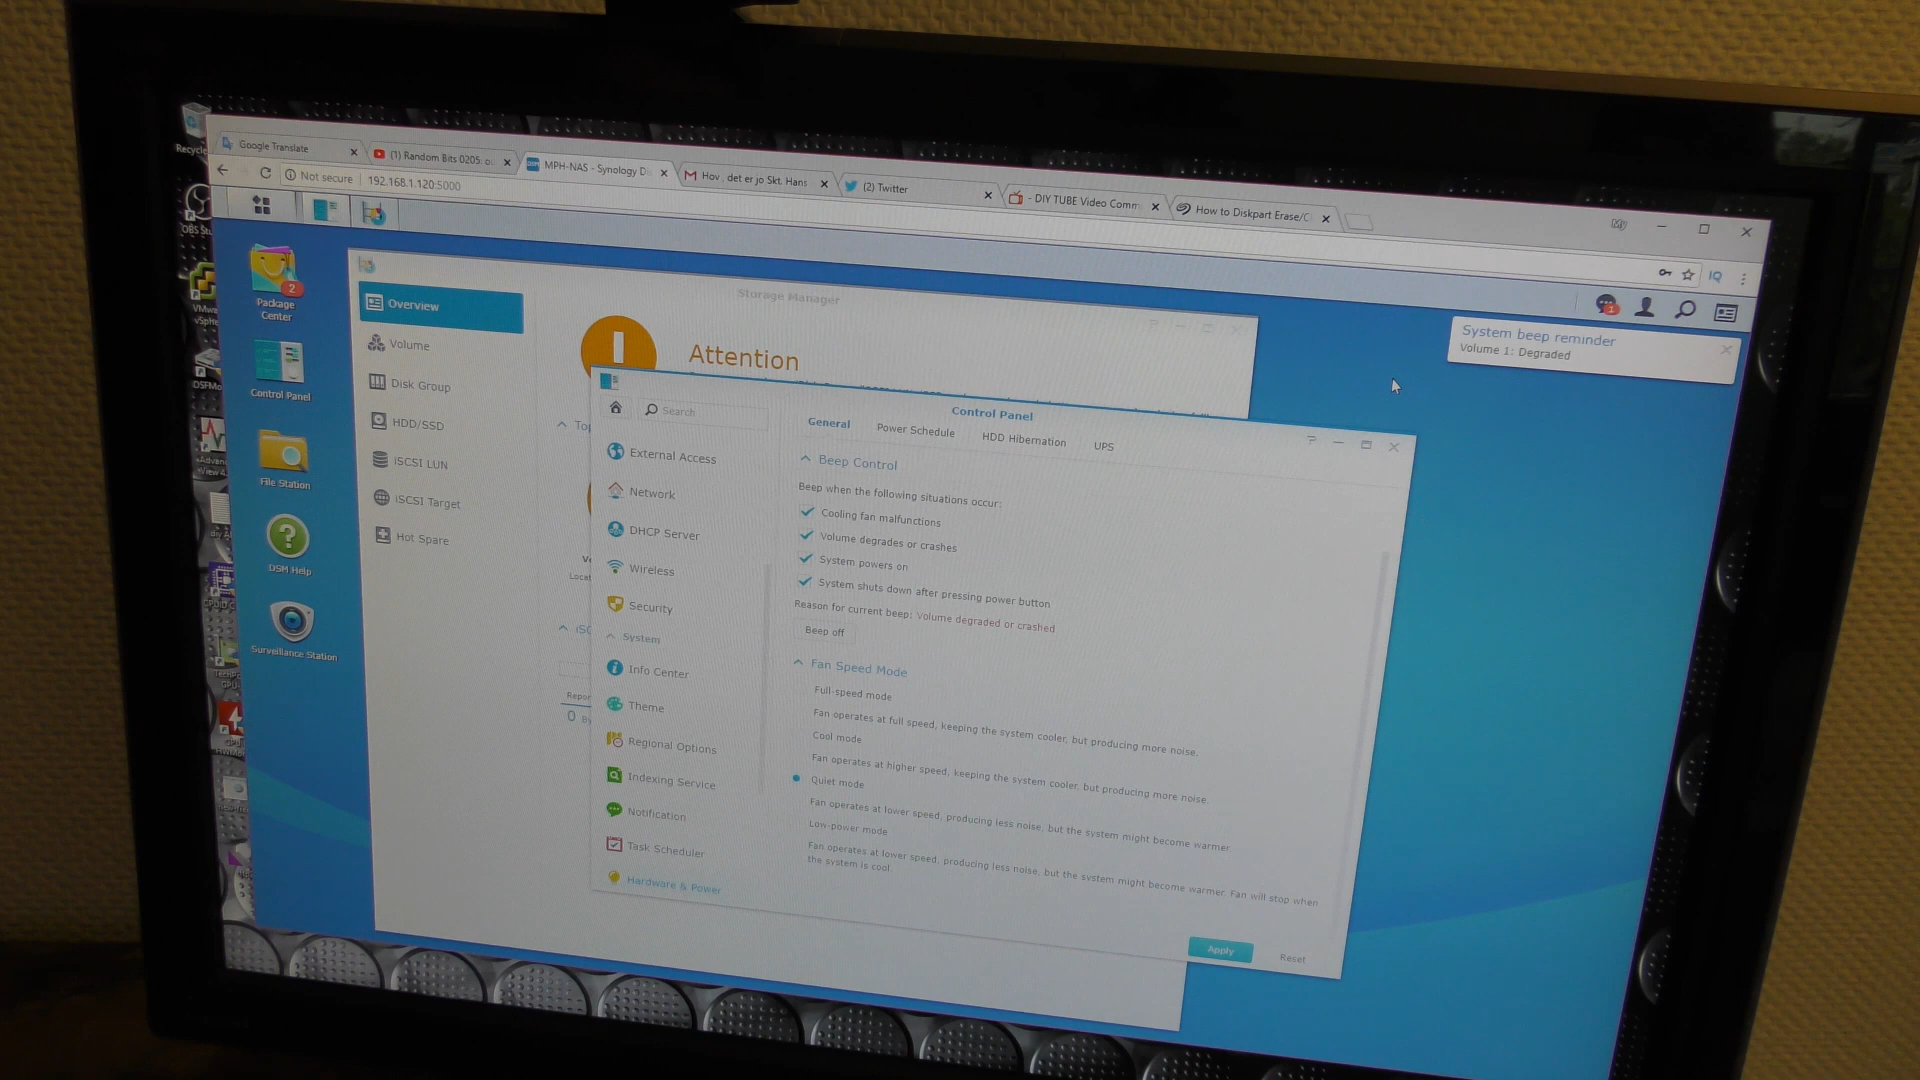 Recycle
Google Translate
(1) Random Bits 0205: o
MPH-NAS - Synology Di
Hov , det er jo Skt. Hans
(2) Twitter
- DIY TUBE Video Comm
How to Diskpart Erase/C
Not secure
192.168.1.120:5000
IQ
OBS Stu
VMwa
vSphe
Package
Center
2
Control Panel
File Station
DSM Help
Surveillance Station
1
System beep reminder
Volume 1: Degraded
Storage Manager
Overview
Volume
Disk Group
HDD/SSD
iSCSI LUN
iSCSI Target
Hot Spare
Attention
Control Panel
Search
General
Power Schedule
HDD Hibernation
UPS
External Access
Network
DHCP Server
Wireless
Security
System
Info Center
Theme
Regional Options
Indexing Service
Notification
Task Scheduler
Hardware & Power
Beep Control
Beep when the following situations occur:
Cooling fan malfunctions
Volume degrades or crashes
System powers on
System shuts down after pressing power button
Reason for current beep: Volume degraded or crashed
Beep off
Fan Speed Mode
Full-speed mode
Fan operates at full speed, keeping the system cooler, but producing more noise.
Cool mode
Fan operates at higher speed, keeping the system cooler, but producing more noise
Quiet mode
Fan operates at lower speed, producing less noise, but the system might become warmer
Low-power mode
Fan operates at lower speed, producing less noise, but the system might become warmer. Fan will stop when
the system is cool.
Apply
Reset